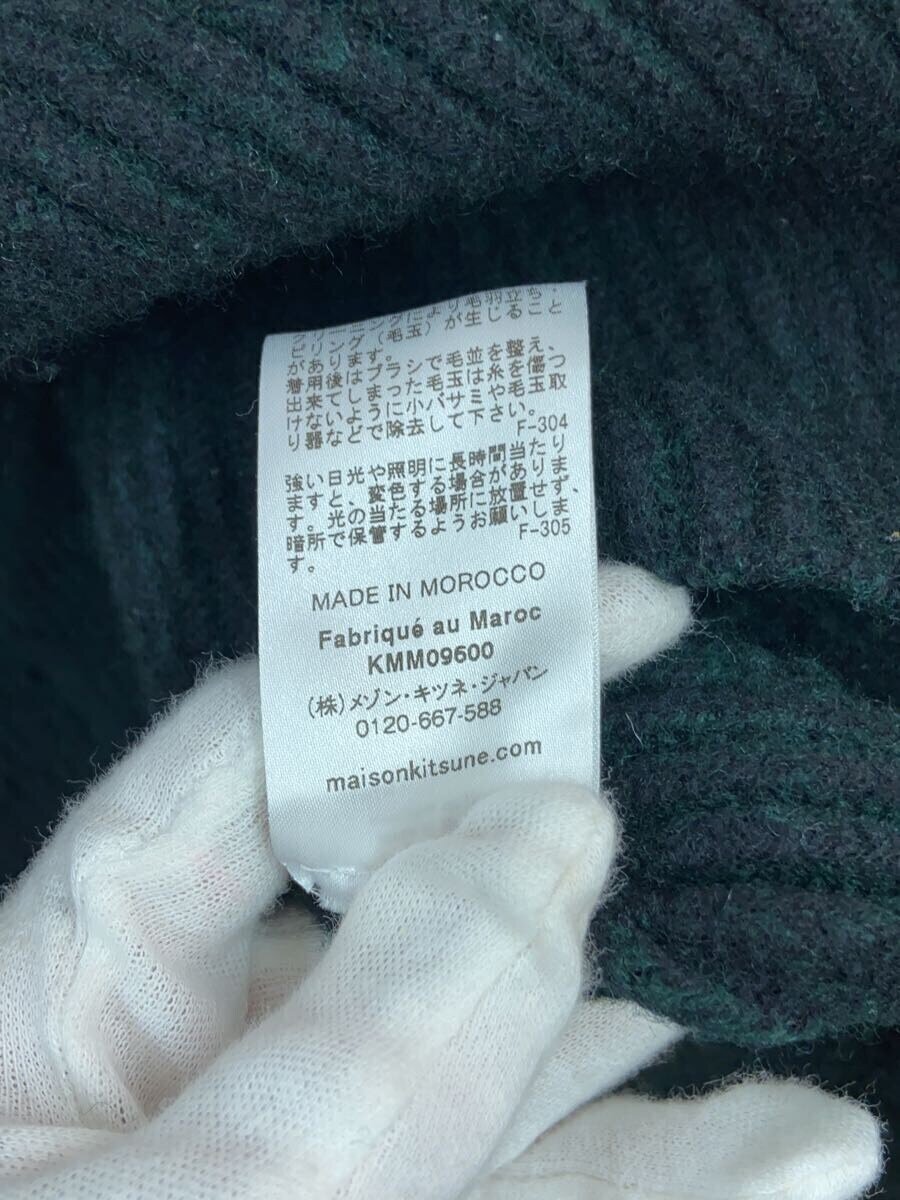 により毛羽立ち・
ピリング（毛玉）が生じること
があります。
着用後はブラシで毛並を整え、
出来てしまった毛玉は糸を傷つ
けないように小バサミや毛玉取
り器などで除去して下さい。
F-304
強い日光や照明に長時間当たり
ますと、変色する場合がありま
す。光の当たる場所に放置せず、
暗所で保管するようお願いしま
す。
F-305
MADE IN MOROCCO
Fabriqué au Maroc
KMM09600
（株）メゾン・キツネ・ジャパン
0120-667-588
maisonkitsune.com